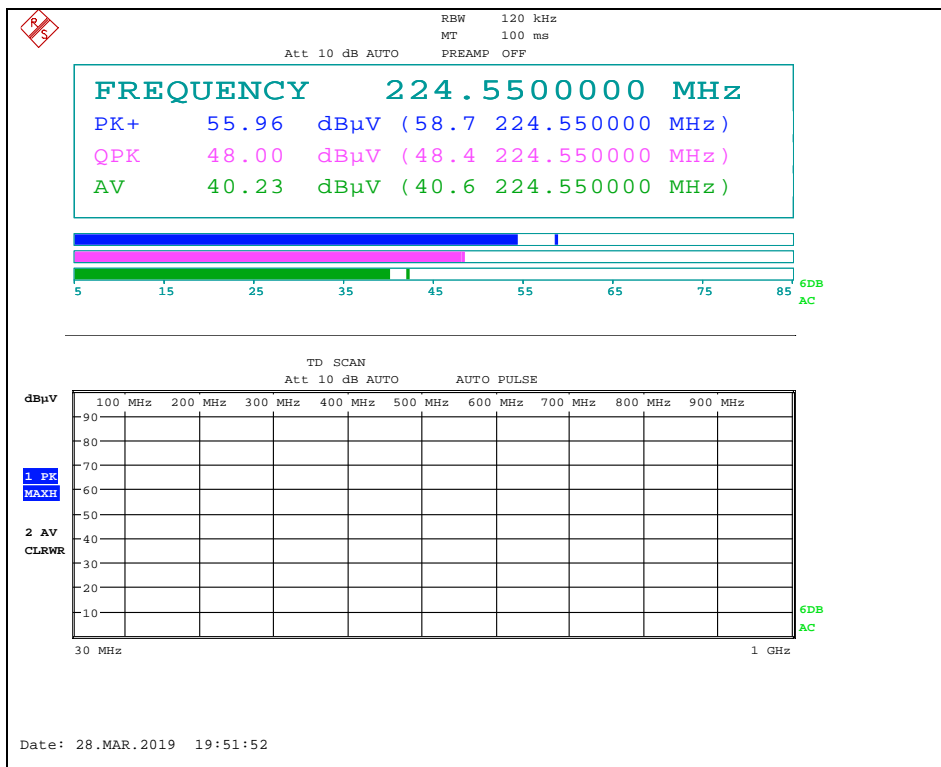 R S
RBW 120 kHz
MT 100 ms
Att 10 dB AUTO PREAMP OFF
FREQUENCY 224.5500000 MHz
PK+ 55.96 dBµV (58.7 224.550000 MHz)
QPK 48.00 dBµV (48.4 224.550000 MHz)
AV 40.23 dBµV (40.6 224.550000 MHz)
5 15 25 35 45 55 65 75 85
6DB
AC
TD SCAN
Att 10 dB AUTO AUTO PULSE
dBµV
100 MHz 200 MHz 300 MHz 400 MHz 500 MHz 600 MHz 700 MHz 800 MHz 900 MHz
90
80
70
1 PK
MAXH
60
50
2 AV
40
CLRWR
30
20
10
6DB
AC
30 MHz 1 GHz
Date: 28.MAR.2019 19:51:52